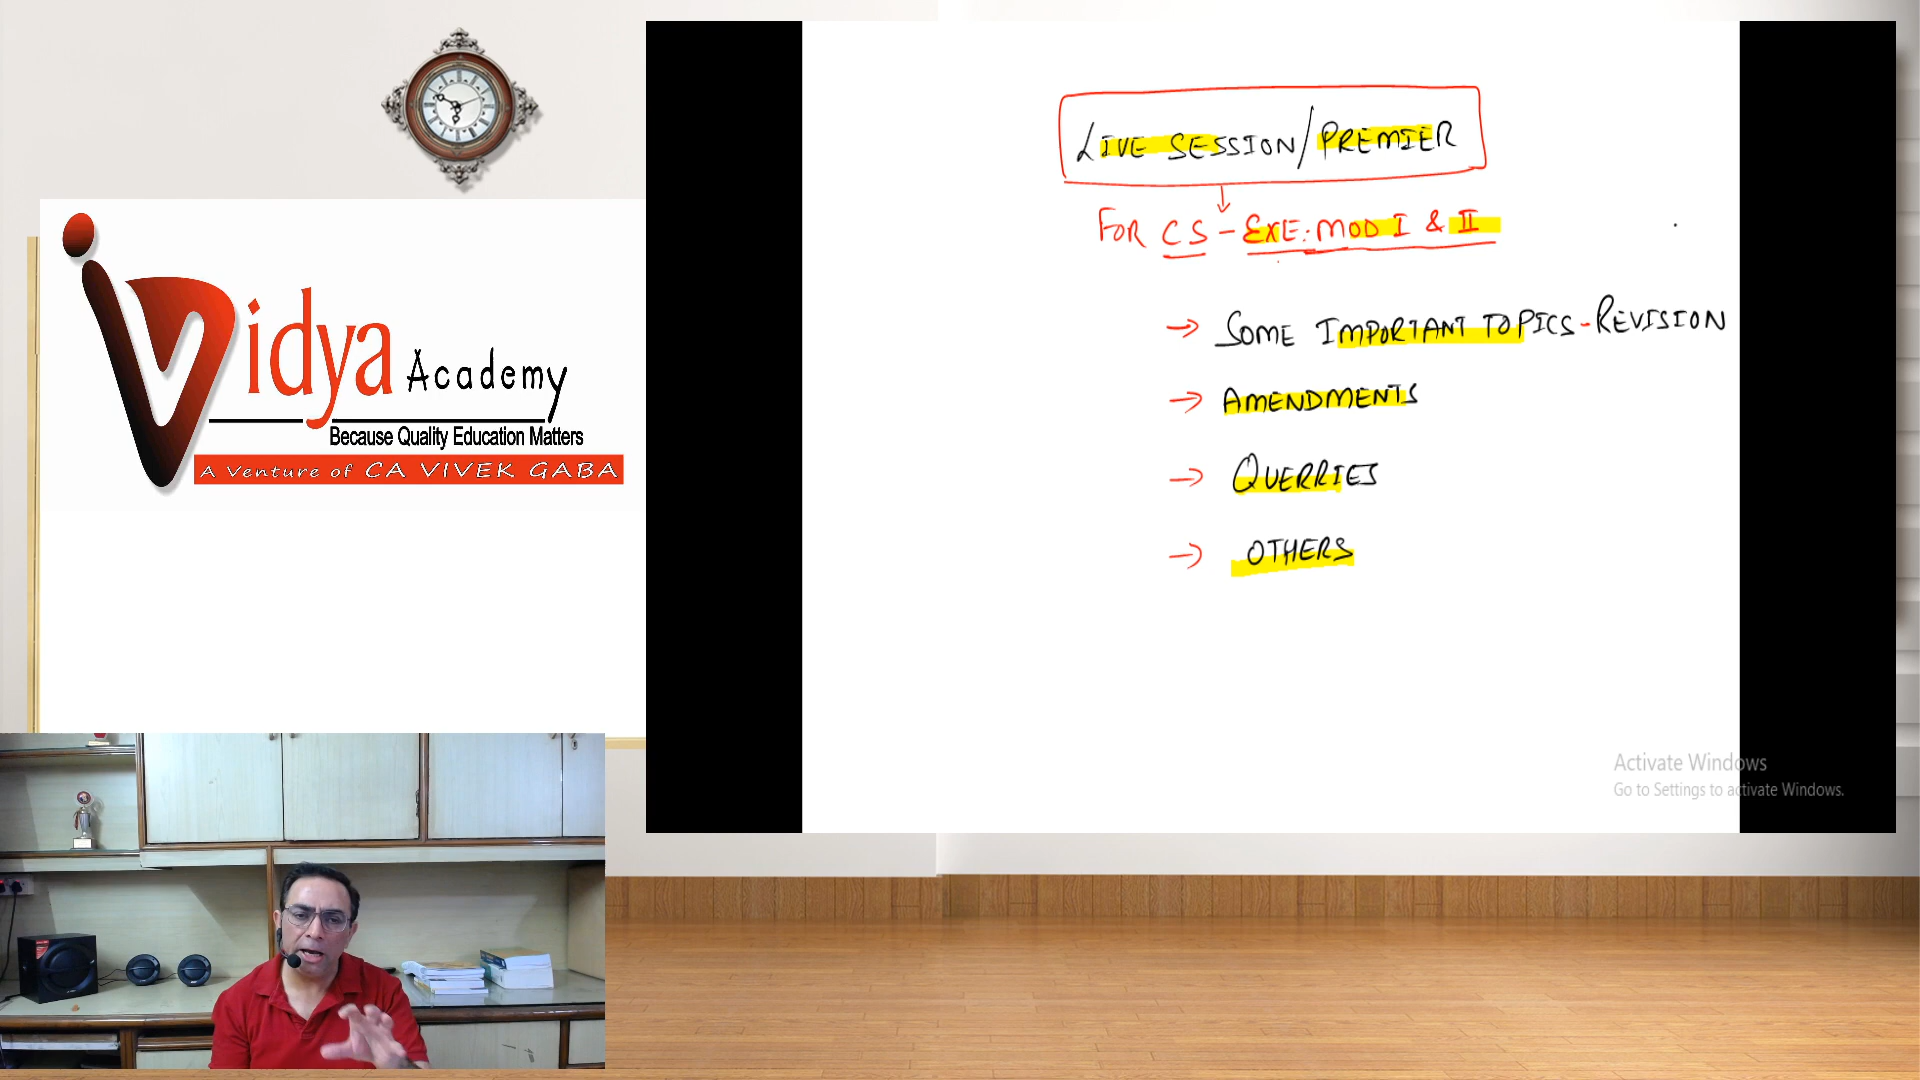 Vidya Academy
Because Quality Education Matters
A Venture of CA VIVEK GABA
LIVE SESSION/PREMIER
FOR CS - EXE: MOD I & II
→ SOME IMPORTANT TOPICS - REVISION
→ AMENDMENTS
→ QUERRIES
→ OTHERS
Activate Windows
Go to Settings to activate Windows.